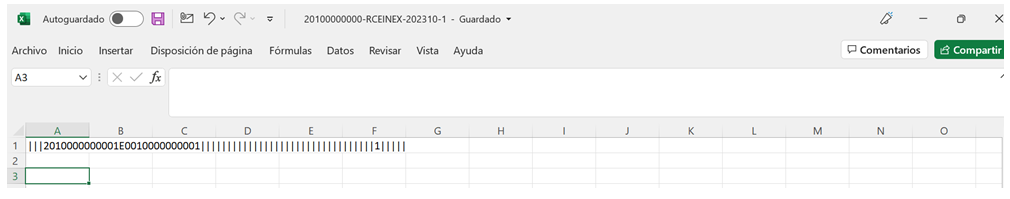 Autoguardado 20100000000-RCEINEX-202310-1 - Guardado
Archivo Inicio Insertar Disposición de página Fórmulas Datos Revisar Vista Ayuda Comentarios Compartir
A3 fx
A B C D E F G H I J K L M N O
1 |||2010000000001E0010000000001|||||||||||||||||||||||||||||||||1|||||
2
3